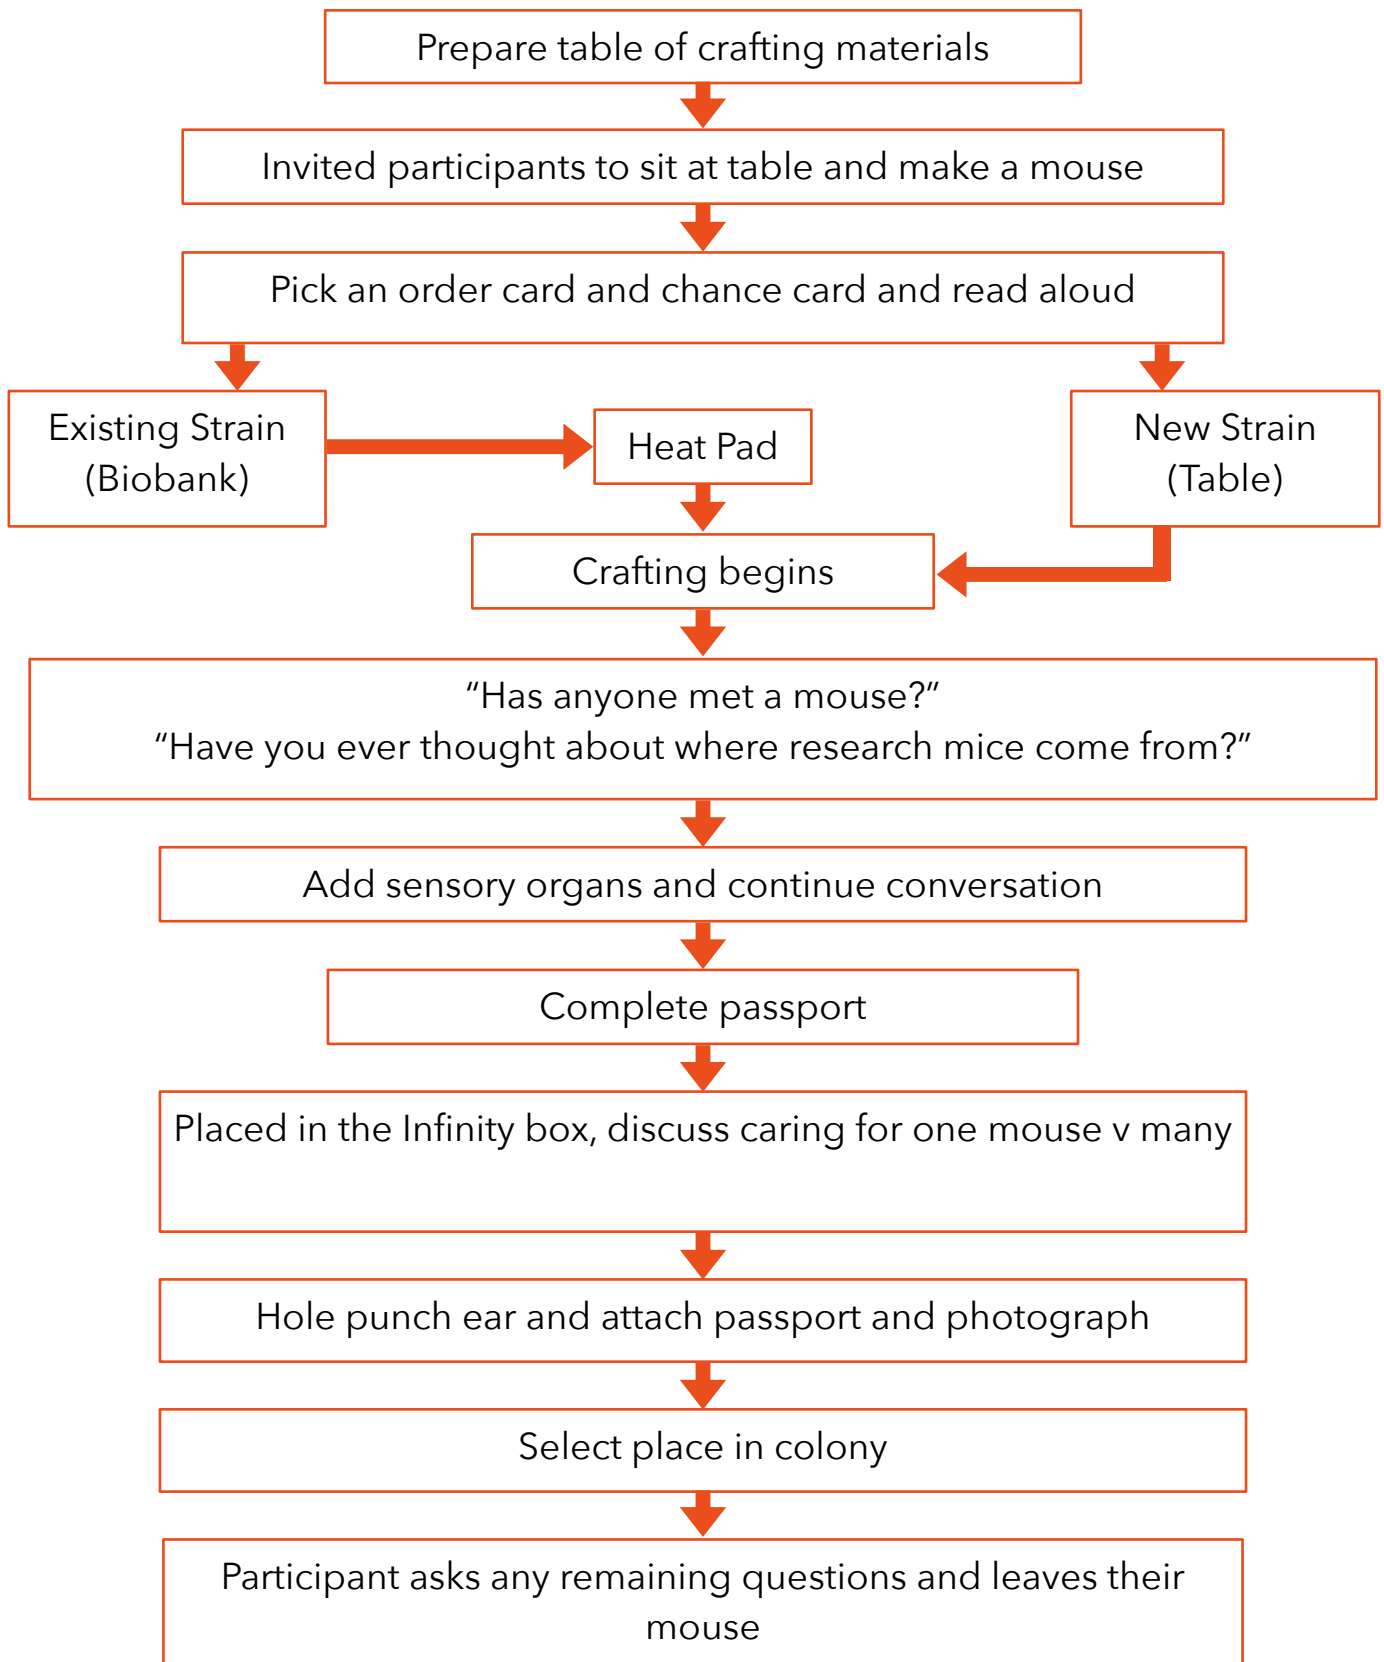 Prepare table of crafting materials
Invited participants to sit at table and make a mouse
Pick an order card and chance card and read aloud
Existing Strain
(Biobank)
Heat Pad
New Strain
(Table)
Crafting begins
“Has anyone met a mouse?”
“Have you ever thought about where research mice come from?”
Add sensory organs and continue conversation
Complete passport
Placed in the Infinity box, discuss caring for one mouse v many
Hole punch ear and attach passport and photograph
Select place in colony
Participant asks any remaining questions and leaves their
mouse